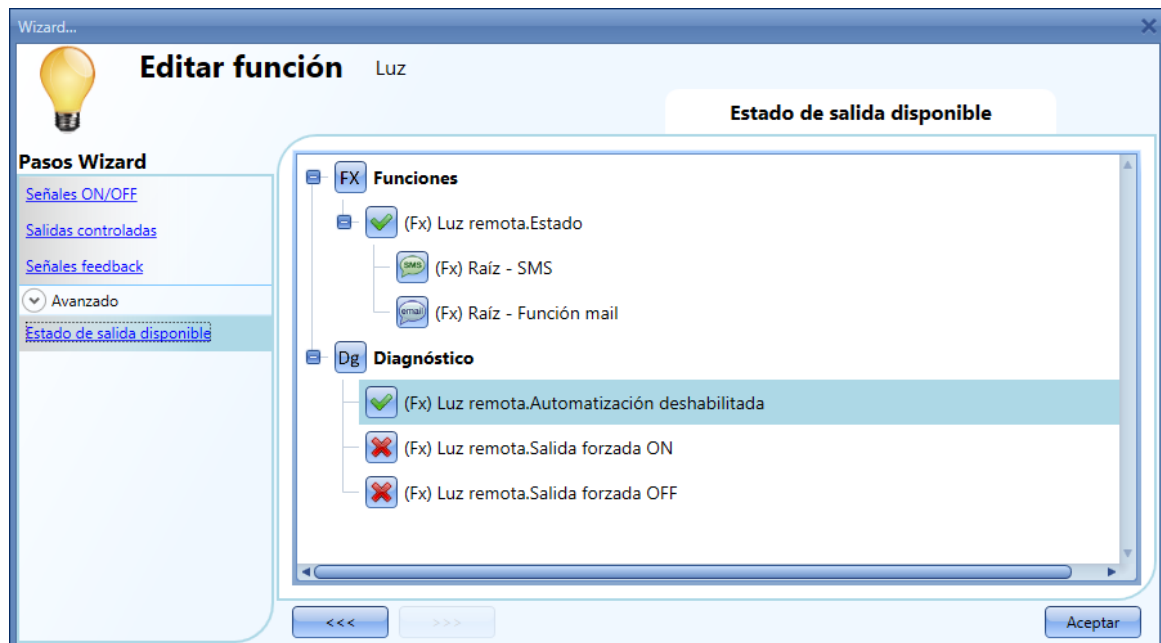 Wizard...
Editar función Luz
Estado de salida disponible
Pasos Wizard
Señales ON/OFF
Salidas controladas
Señales feedback
Avanzado
Estado de salida disponible
FX Funciones
(Fx) Luz remota.Estado
SMS (Fx) Raíz - SMS
email (Fx) Raíz - Función mail
Dg Diagnóstico
(Fx) Luz remota.Automatización deshabilitada
(Fx) Luz remota.Salida forzada ON
(Fx) Luz remota.Salida forzada OFF
<<< >>> Aceptar